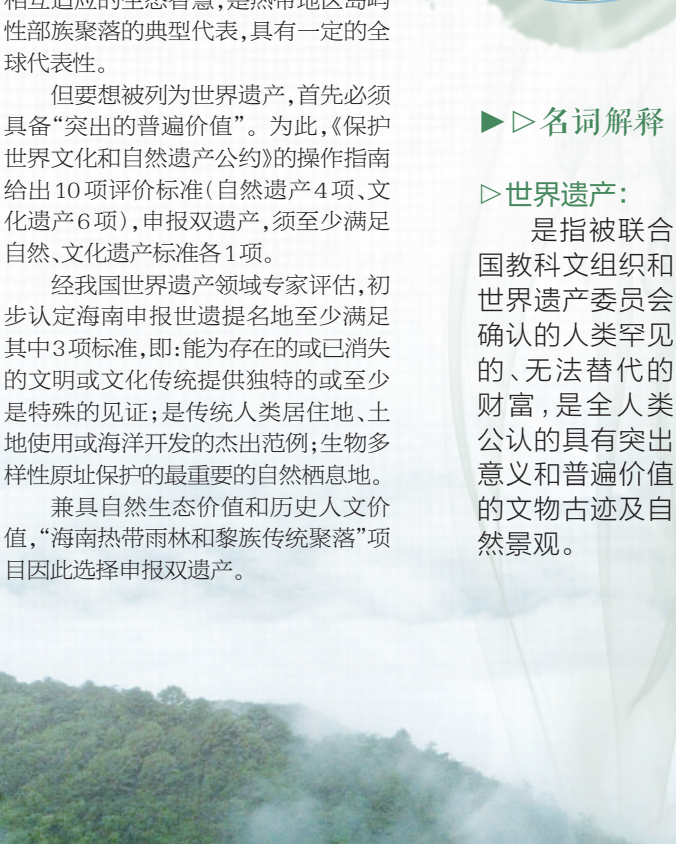 相互适应的生态智慧,是热带地区岛屿
性部族聚落的典型代表,具有一定的全
球代表性。
但要想被列为世界遗产,首先必须
具备“突出的普遍价值”。为此,《保护
世界文化和自然遗产公约》的操作指南
给出10项评价标准(自然遗产4项、文
化遗产6项),申报双遗产,须至少满足
自然、文化遗产标准各1项。
经我国世界遗产领域专家评估,初
步认定海南申报世遗提名地至少满足
其中3项标准,即:能为存在的或已消失
的文明或文化传统提供独特的或至少
是特殊的见证;是传统人类居住地、土
地使用或海洋开发的杰出范例;生物多
样性原址保护的最重要的自然栖息地。
兼具自然生态价值和历史人文价
值,“海南热带雨林和黎族传统聚落”项
目因此选择申报双遗产。
▶▷名词解释
▷世界遗产:
是指被联合
国教科文组织和
世界遗产委员会
确认的人类罕见
的、无法替代的
财富,是全人类
公认的具有突出
意义和普遍价值
的文物古迹及自
然景观。